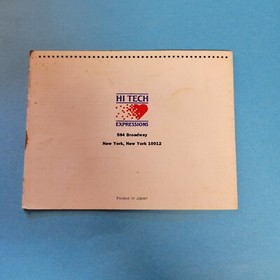 HI TECH
EXPRESSIONS
584 Broadway
New York, New York 10012
Printed in Japan